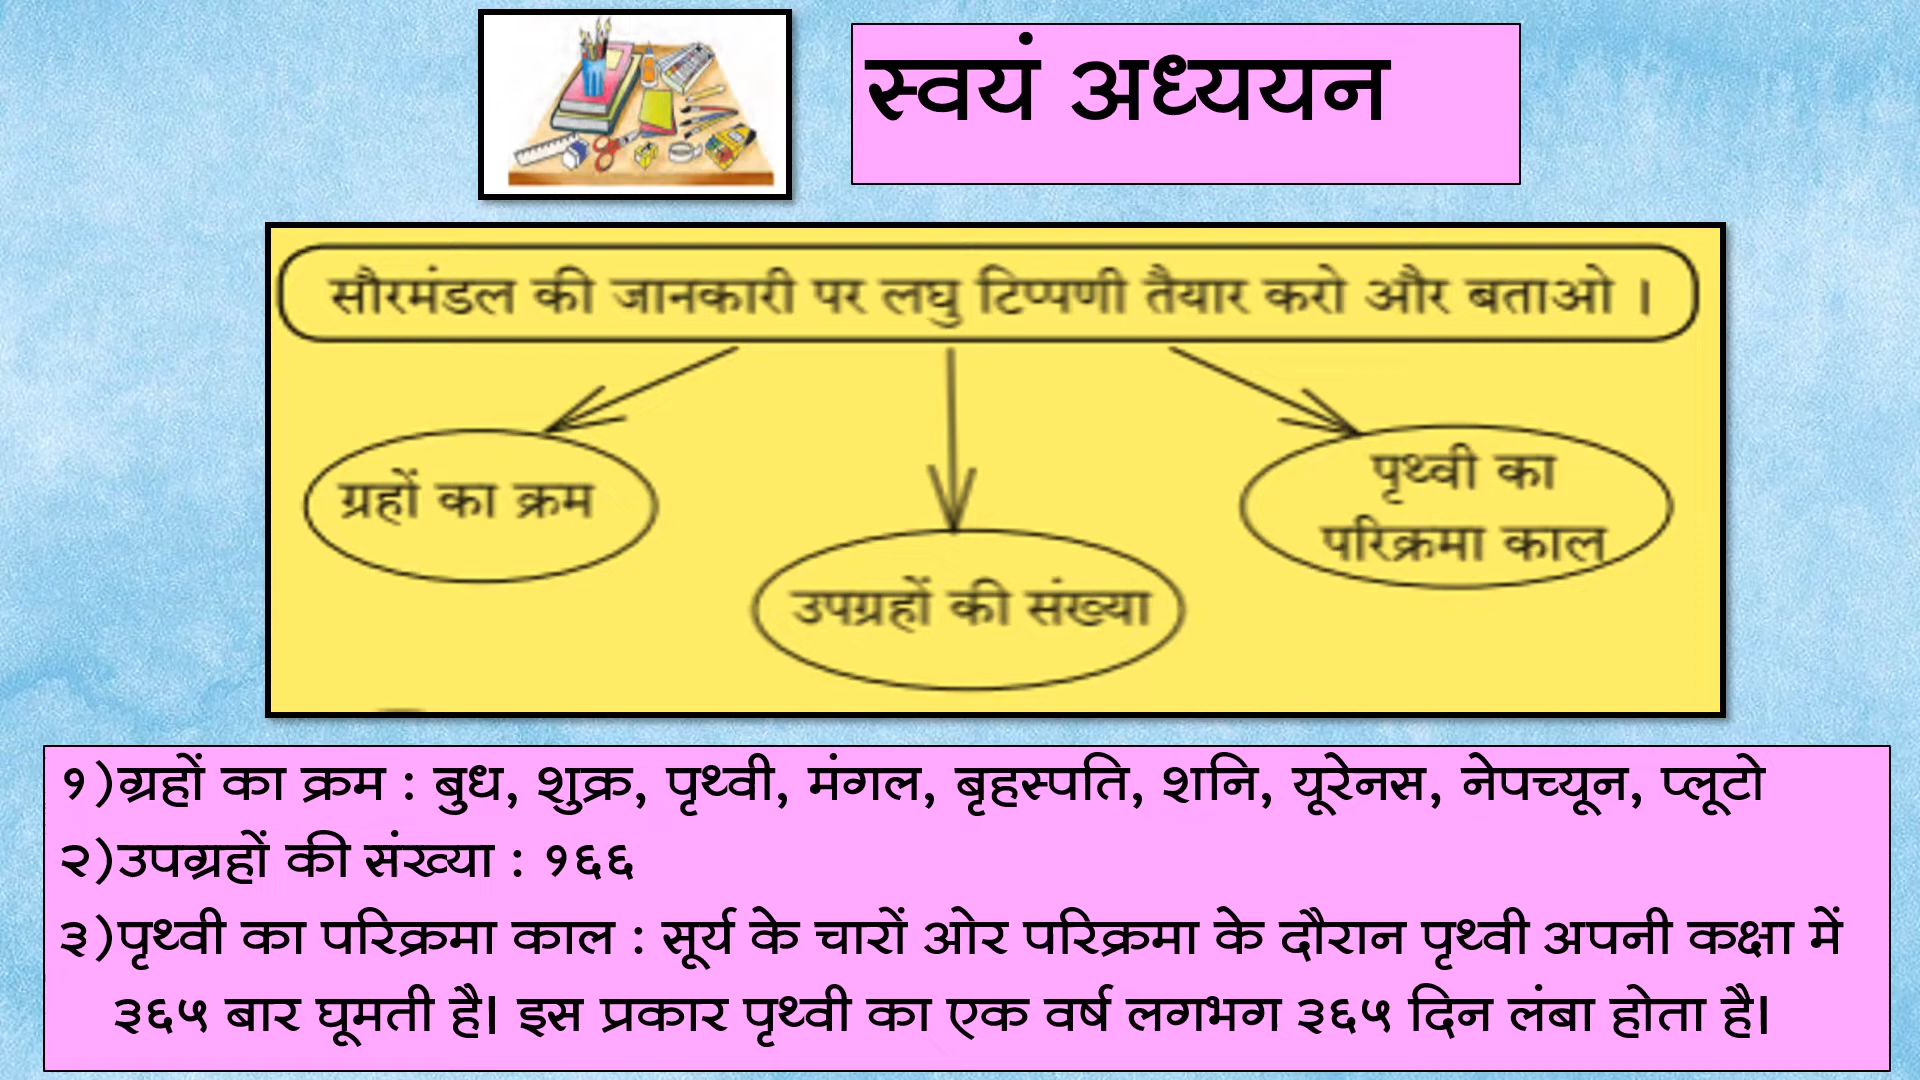 स्वयं अध्ययन
सौरमंडल की जानकारी पर लघु टिप्पणी तैयार करो और बताओ ।
ग्रहों का क्रम
उपग्रहों की संख्या
पृथ्वी का
परिक्रमा काल
१)ग्रहों का क्रम : बुध, शुक्र, पृथ्वी, मंगल, बृहस्पति, शनि, यूरेनस, नेपच्यून, प्लूटो
२)उपग्रहों की संख्या : १६६
३)पृथ्वी का परिक्रमा काल : सूर्य के चारों ओर परिक्रमा के दौरान पृथ्वी अपनी कक्षा में
३६५ बार घूमती है। इस प्रकार पृथ्वी का एक वर्ष लगभग ३६५ दिन लंबा होता है।